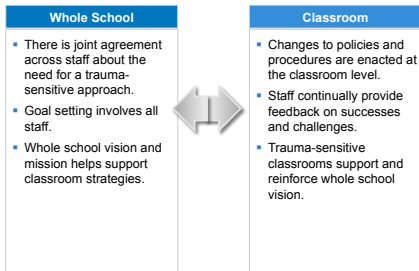 Whole School
▪ There is joint agreement
across staff about the
need for a trauma-
sensitive approach.
▪ Goal setting involves all
staff.
▪ Whole school vision and
mission helps support
classroom strategies.
Classroom
▪ Changes to policies and
procedures are enacted at
the classroom level.
▪ Staff continually provide
feedback on successes
and challenges.
▪ Trauma-sensitive
classrooms support and
reinforce whole school
vision.